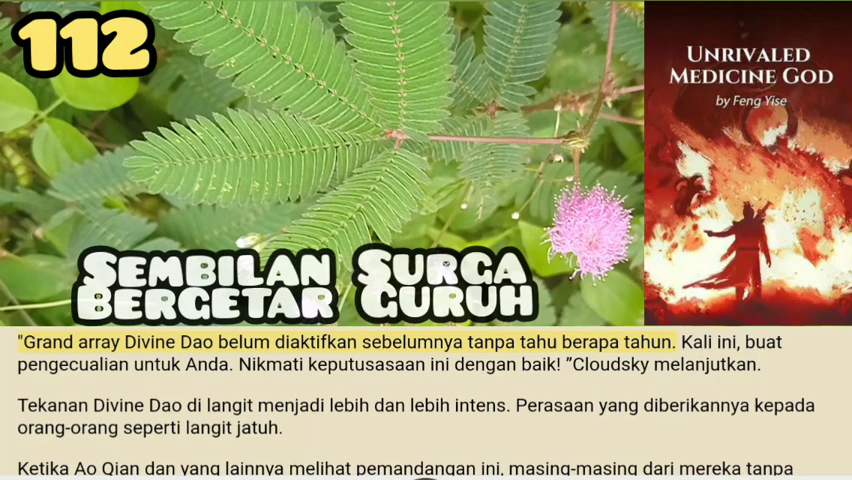 112
UNRIVALED
MEDICINE GOD
by Feng Yise
SEMBILAN SURGA
BERGETAR GURUH
"Grand array Divine Dao belum diaktifkan sebelumnya tanpa tahu berapa tahun. Kali ini, buat
pengecualian untuk Anda. Nikmati keputusasaan ini dengan baik! ”Cloudsky melanjutkan.
Tekanan Divine Dao di langit menjadi lebih dan lebih intens. Perasaan yang diberikannya kepada
orang-orang seperti langit jatuh.
Ketika Ao Qian dan yang lainnya melihat pemandangan ini, masing-masing dari mereka tanpa